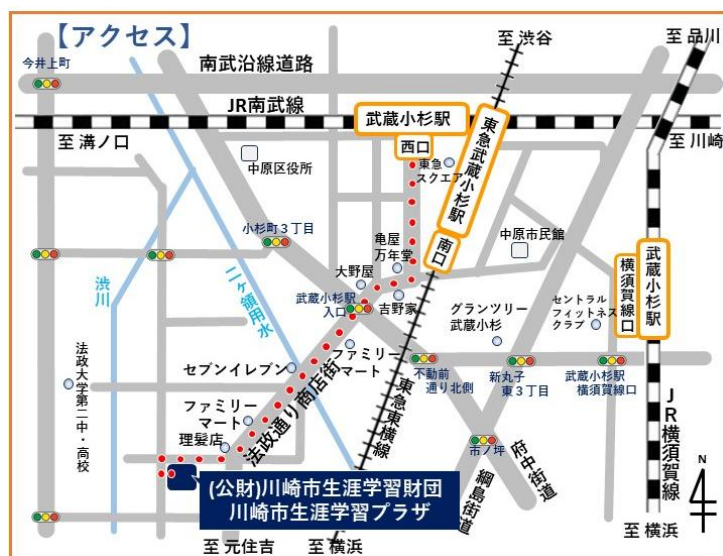 【アクセス】
今井上町
南武沿線道路
至 渋谷
至 品川
JR南武線
武蔵小杉駅
西口
東急武蔵小杉駅
南口
至 溝ノ口
至 川崎
中原区役所
東急
スクエア
小杉町３丁目
中原市民館
亀屋
万年堂
大野屋
吉野家
武蔵小杉駅
入口
渋川
二ヶ領用水
グランツリー
武蔵小杉
セントラル
フィットネス
クラブ
横須賀線口
武蔵小杉駅
セブンイレブン
ファミリー
マート
不動前
通り北側
新丸子
東３丁目
武蔵小杉駅
横須賀線口
法政大学第二中・高校
ファミリー
マート
理髪店
法政通り商店街
東急東横線
市ノ坪
府中街道
綱島街道
JR横須賀線
N
(公財)川崎市生涯学習財団
川崎市生涯学習プラザ
至 元住吉
至 横浜
至 横浜